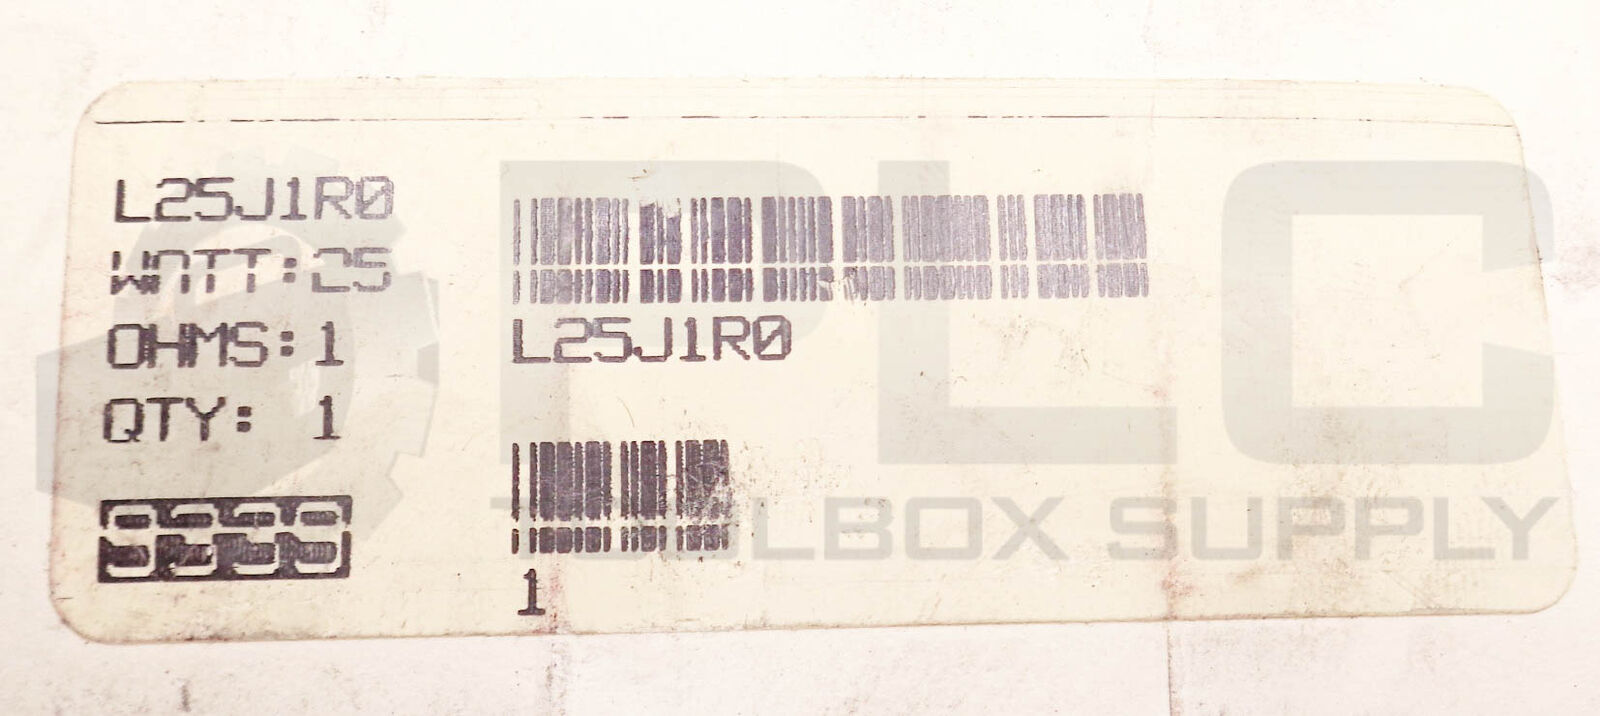 L25J1R0
WATT:25
OHMS:1
QTY: 1
L25J1R0
1
PLC
TOOLBOX SUPPLY